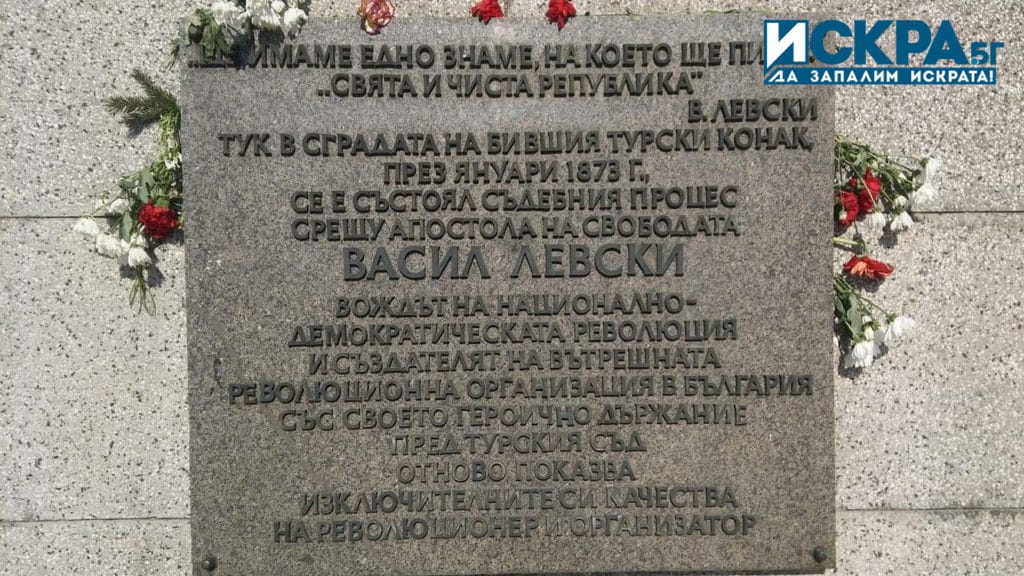 ИСКРА.БГ
ДА ЗАПАЛИМ ИСКРАТА!
ИМАМЕ ЕДНО ЗНАМЕ, НА КОЕТО ЩЕ
„СВЯТА И ЧИСТА РЕПУБЛИКА"
В. ЛЕВСКИ
ТУК В СГРАДАТА НА БИВШИЯ ТУРСКИ КОНАК,
ПРЕЗ ЯНУАРИ 1873 Г.,
СЕ Е СЪСТОЯЛ СЪДЕБНИЯ ПРОЦЕС
СРЕЩУ АПОСТОЛА НА СВОБОДАТА
ВАСИЛ ЛЕВСКИ
ВОЖДЪТ НА НАЦИОНАЛНО-
ДЕМОКРАТИЧЕСКАТА РЕВОЛЮЦИЯ
И СЪЗДАТЕЛЯТ НА ВЪТРЕШНАТА
РЕВОЛЮЦИОННА ОРГАНИЗАЦИЯ В БЪЛГАРИЯ
СЪС СВОЕТО ГЕРОИЧНО ДЪРЖАНИЕ
ПРЕД ТУРСКИЯ СЪД
ОТНОВО ПОКАЗВА
ИЗКЛЮЧИТЕЛНИТЕ СИ КАЧЕСТВА
НА РЕВОЛЮЦИОНЕР И ОРГАНИЗАТОР